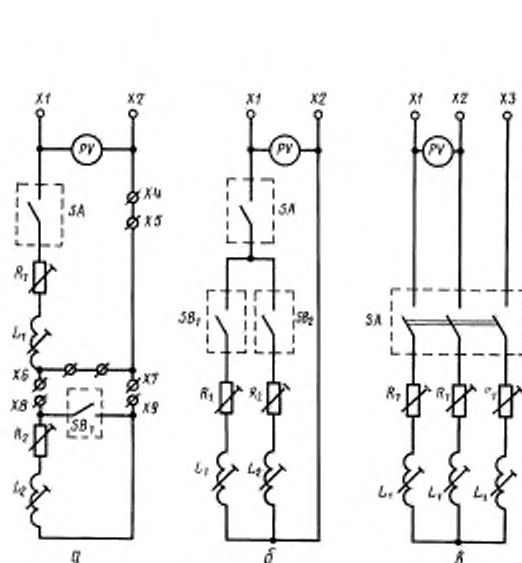 X1 X2 X1 X2 X1 X2 X3
PV PV PV
X4
SA SA
X5
R1
SB1 SB2 SA
L1
X6 X7
R1 R2 R1 R1
X8 X9
SB1
R2
L1 L2 L1 L1 L1
L2
а б в